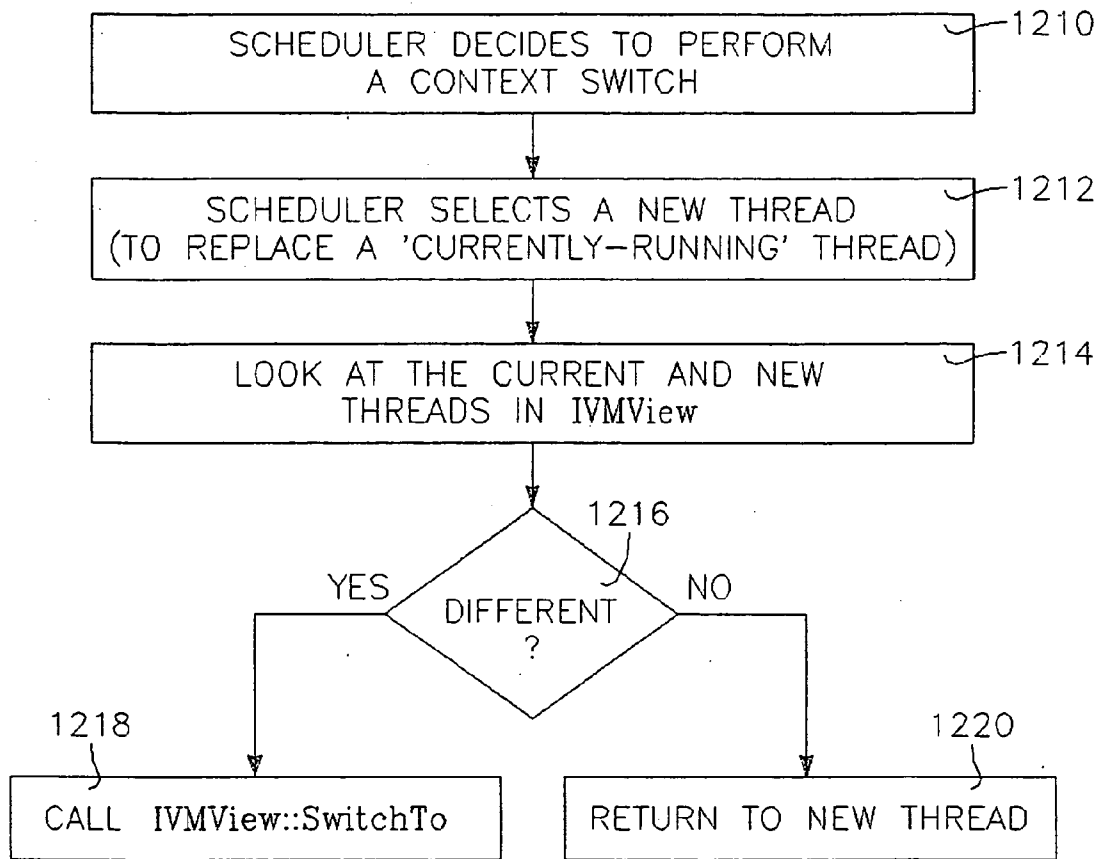 1210
SCHEDULER DECIDES TO PERFORM
A CONTEXT SWITCH
1212
SCHEDULER SELECTS A NEW THREAD
(TO REPLACE A 'CURRENTLY-RUNNING' THREAD)
1214
LOOK AT THE CURRENT AND NEW
THREADS IN IVMView
1216
YES
NO
DIFFERENT
?
1218
CALL IVMView::SwitchTo
1220
RETURN TO NEW THREAD